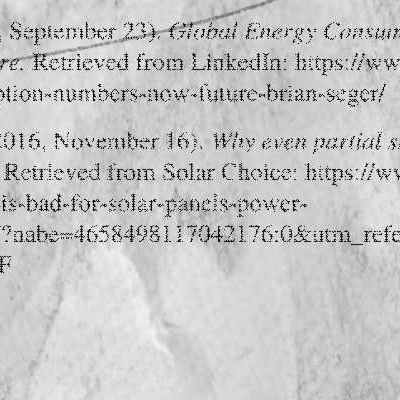 , September 23). Global Energy Consum
re. Retrieved from LinkedIn: https://ww
ption-numbers-now-future-brian-seger/
2016, November 16). Why even partial s
Retrieved from Solar Choice: https://ww
is-bad-for-solar-panels-power-
/?nabe=4658498117042176:0&utm_refe
F